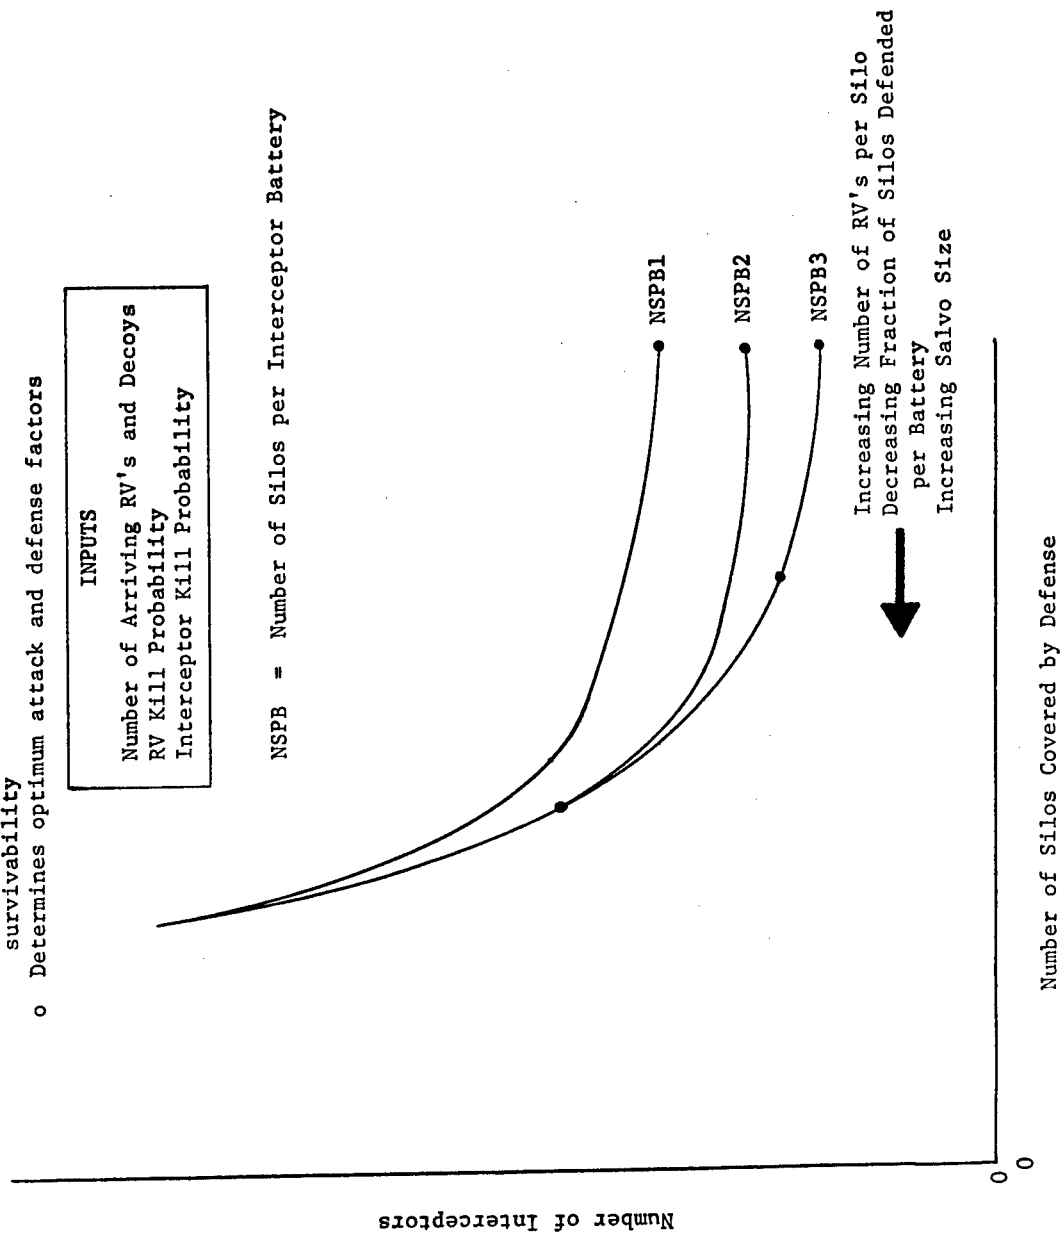 survivability
o Determines optimum attack and defense factors
INPUTS
Number of Arriving RV's and Decoys
RV Kill Probability
Interceptor Kill Probability
NSPB = Number of Silos per Interceptor Battery
NSPB1
NSPB2
NSPB3
Increasing Number of RV's per Silo
Decreasing Fraction of Silos Defended
per Battery
Increasing Salvo Size
Number of Interceptors
0
0
Number of Silos Covered by Defense